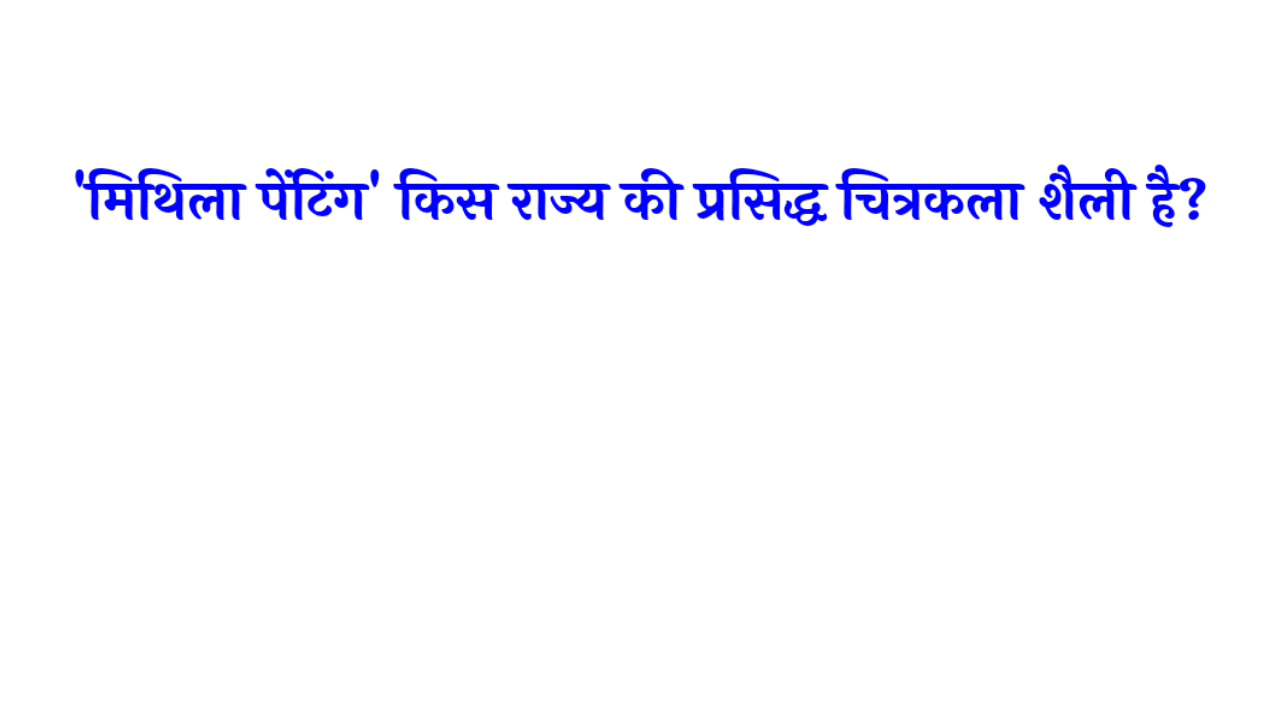 'मिथिला पेंटिंग' किस राज्य की प्रसिद्ध चित्रकला शैली है?